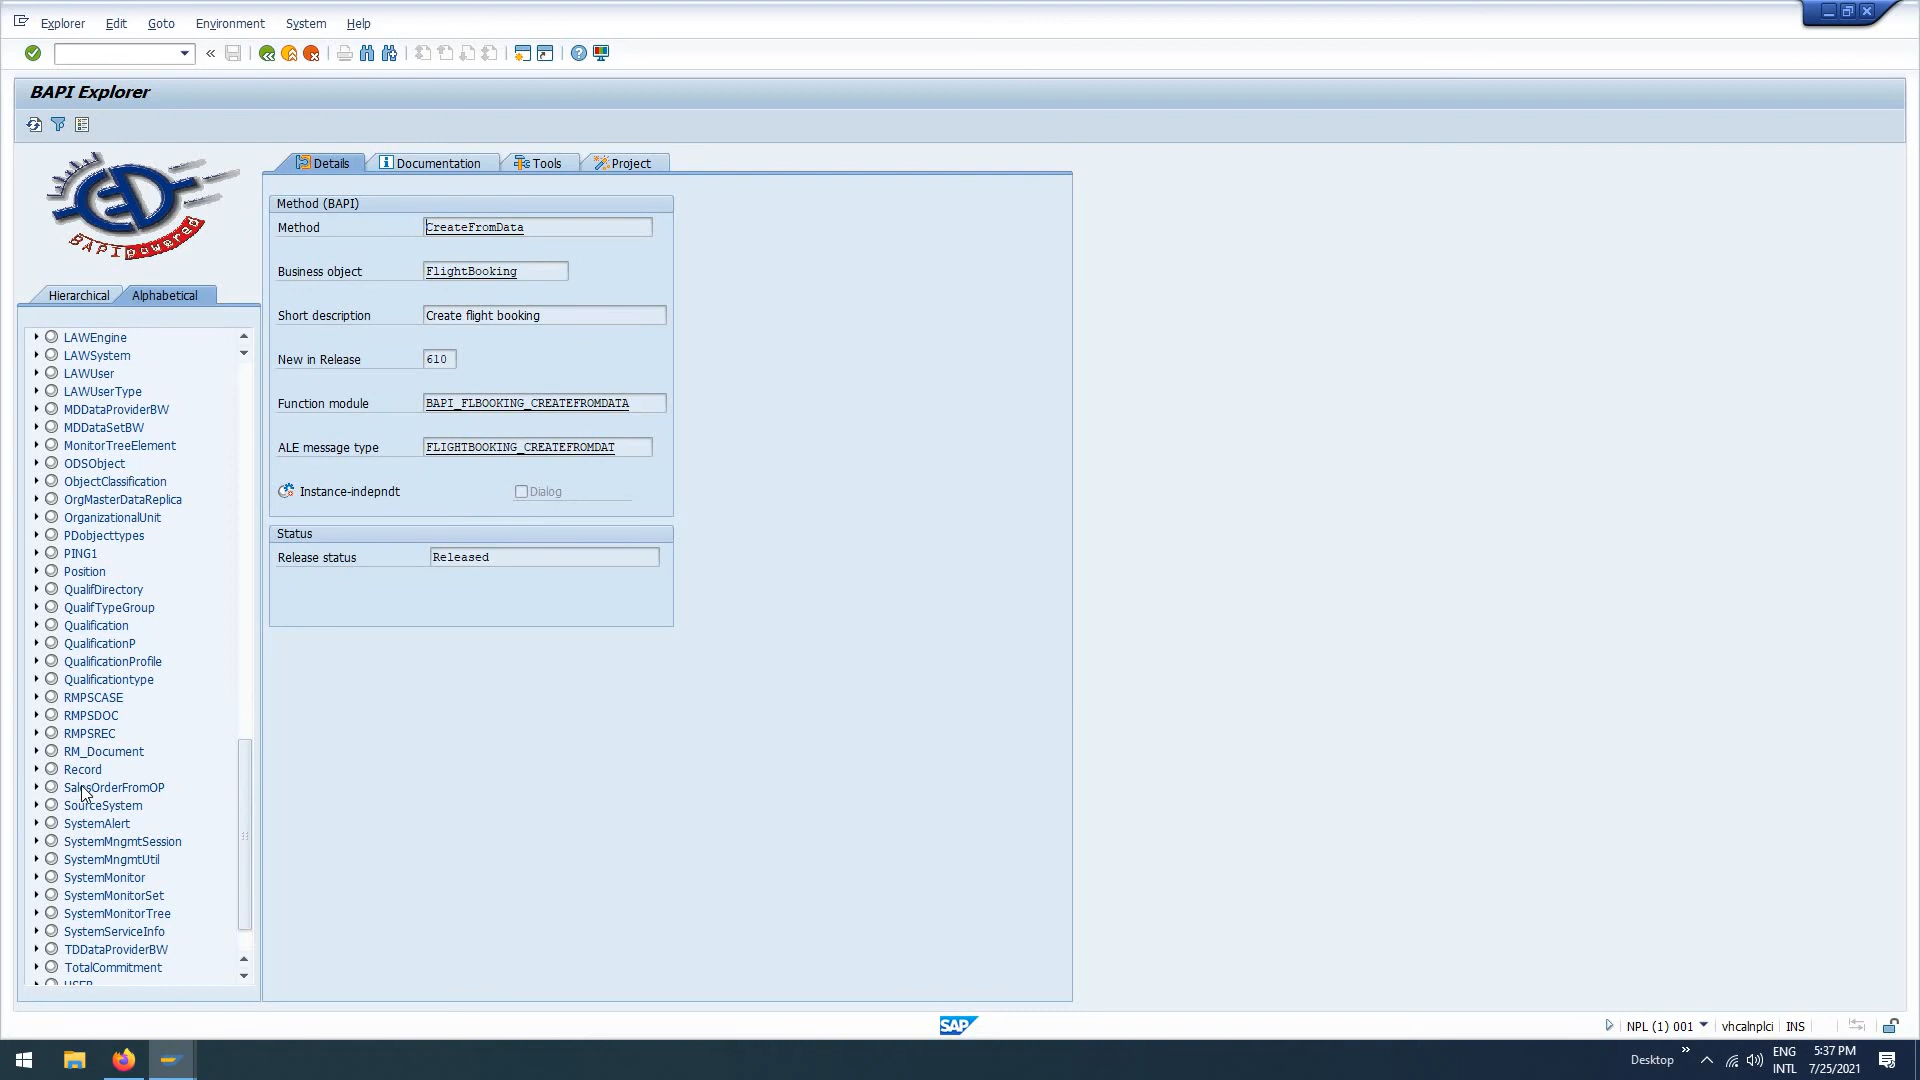 Explorer Edit Goto Environment System Help
BAPI Explorer
BAPI powered
Details Documentation Tools Project
Method (BAPI)
Method CreateFromData
Business object FlightBooking
Short description Create flight booking
New in Release 610
Function module BAPI_FLBOOKING_CREATEFROMDATA
ALE message type FLIGHTBOOKING_CREATEFROMDAT
Instance-indepndt Dialog
Status
Release status Released
Hierarchical Alphabetical
LAWEngine
LAWSystem
LAWUser
LAWUserType
MDDataProviderBW
MDDataSetBW
MonitorTreeElement
ODSObject
ObjectClassification
OrgMasterDataReplica
OrganizationalUnit
PDobjecttypes
PING1
Position
QualifDirectory
QualifTypeGroup
Qualification
QualificationP
QualificationProfile
Qualificationtype
RMPSCASE
RMPSDOC
RMPSREC
RM_Document
Record
SalesOrderFromOP
SourceSystem
SystemAlert
SystemMngmtSession
SystemMngmtUtil
SystemMonitor
SystemMonitorSet
SystemMonitorTree
SystemServiceInfo
TDDataProviderBW
TotalCommitment
USER
SAP
NPL (1) 001 vhcalnplci INS
Desktop ENG INTL 5:37 PM 7/25/2021